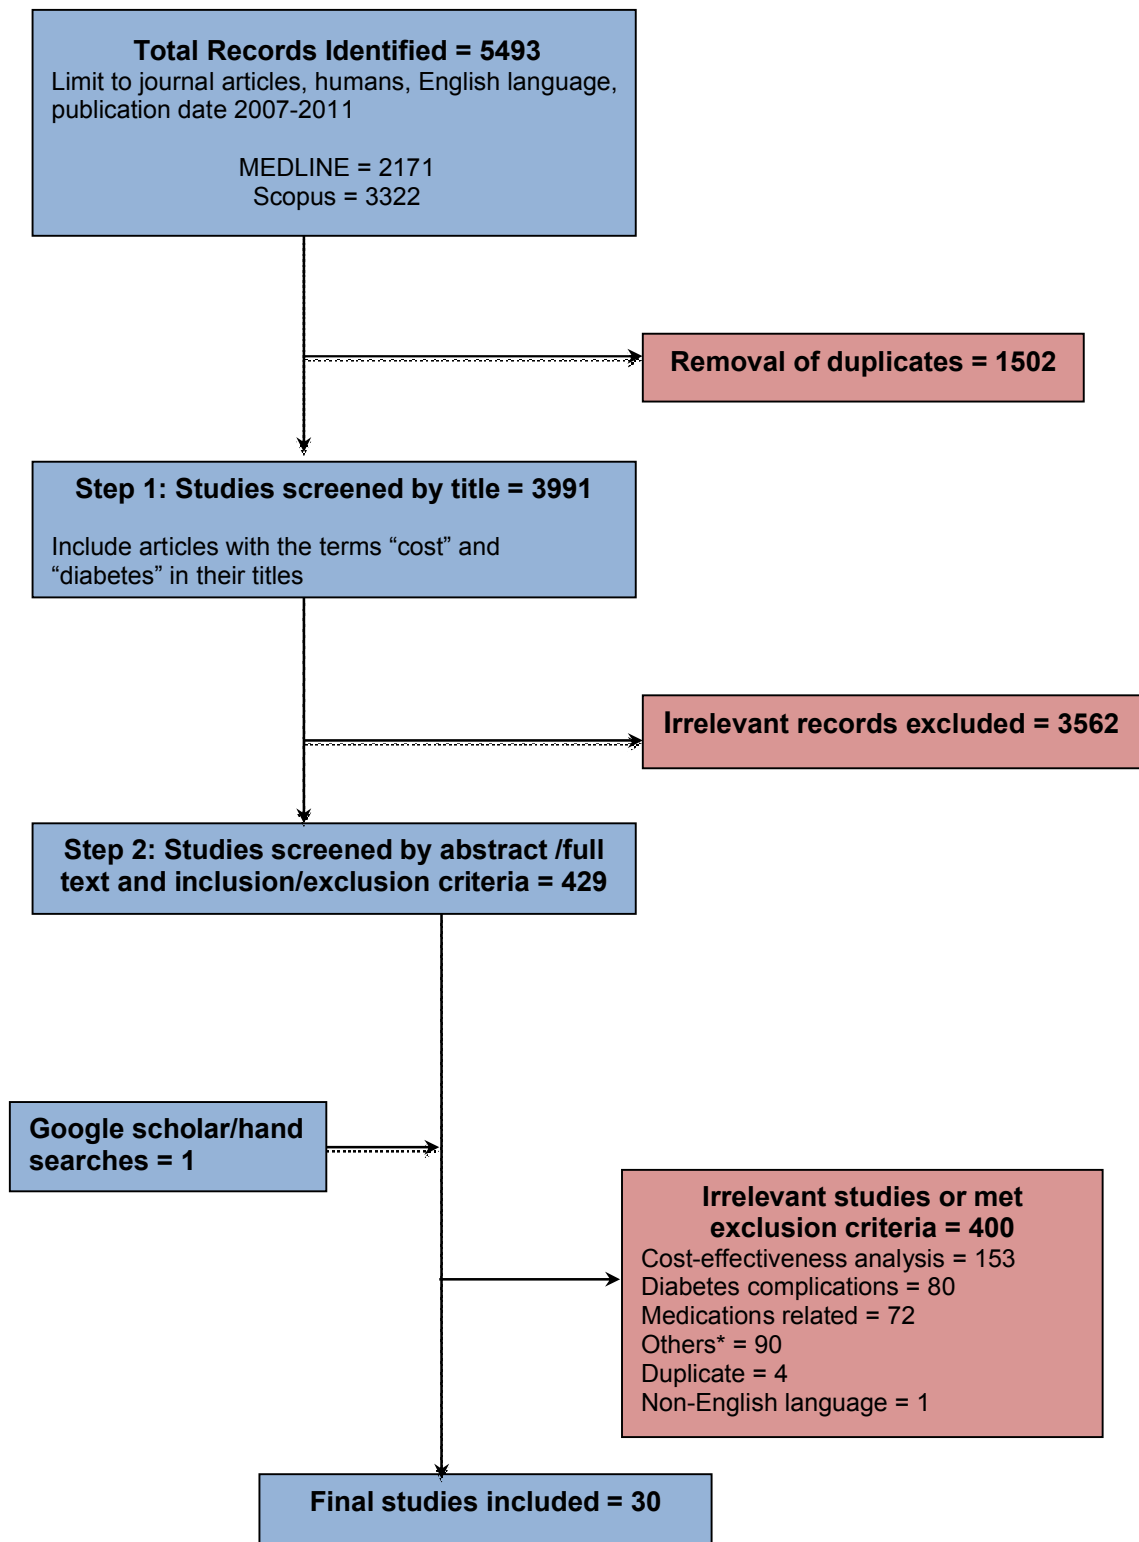 Total Records Identified = 5493
Limit to journal articles, humans, English language,
publication date 2007-2011
MEDLINE = 2171
Scopus = 3322
Removal of duplicates = 1502
Step 1: Studies screened by title = 3991
Include articles with the terms “cost” and
“diabetes” in their titles
Irrelevant records excluded = 3562
Step 2: Studies screened by abstract /full
text and inclusion/exclusion criteria = 429
Google scholar/hand
searches = 1
Irrelevant studies or met
exclusion criteria = 400
Cost-effectiveness analysis = 153
Diabetes complications = 80
Medications related = 72
Others* = 90
Duplicate = 4
Non-English language = 1
Final studies included = 30